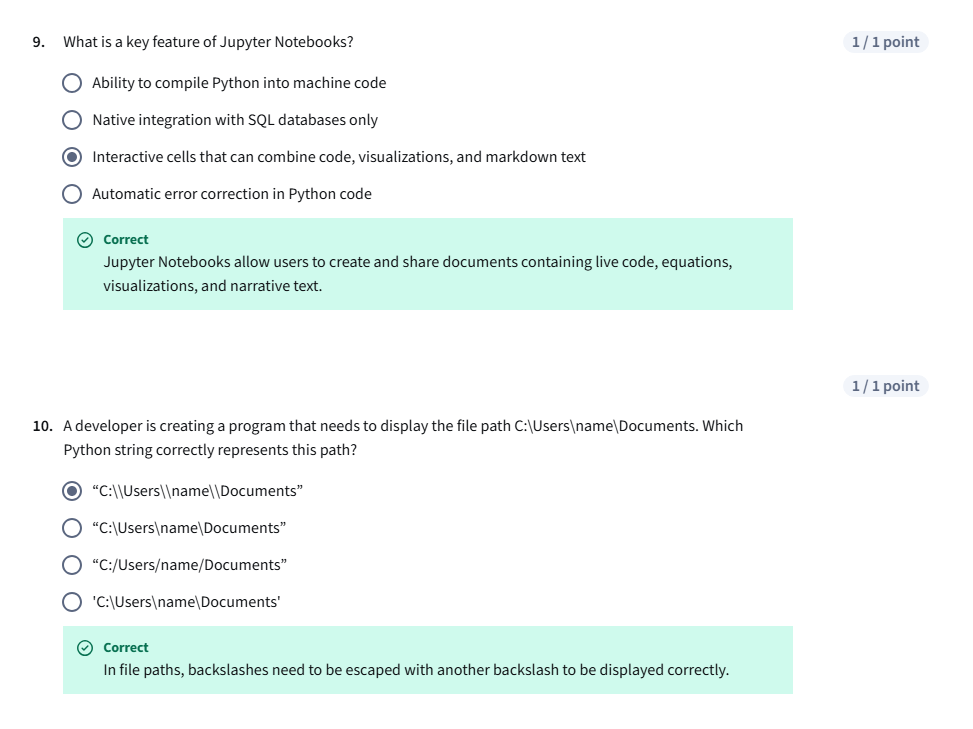 9. What is a key feature of Jupyter Notebooks? 1 / 1 point
Ability to compile Python into machine code
Native integration with SQL databases only
Interactive cells that can combine code, visualizations, and markdown text
Automatic error correction in Python code
Correct
Jupyter Notebooks allow users to create and share documents containing live code, equations,
visualizations, and narrative text.
1 / 1 point
10. A developer is creating a program that needs to display the file path C:\Users\name\Documents. Which
Python string correctly represents this path?
“C:\\Users\\name\\Documents”
“C:\Users\name\Documents”
“C:/Users/name/Documents”
'C:\Users\name\Documents'
Correct
In file paths, backslashes need to be escaped with another backslash to be displayed correctly.